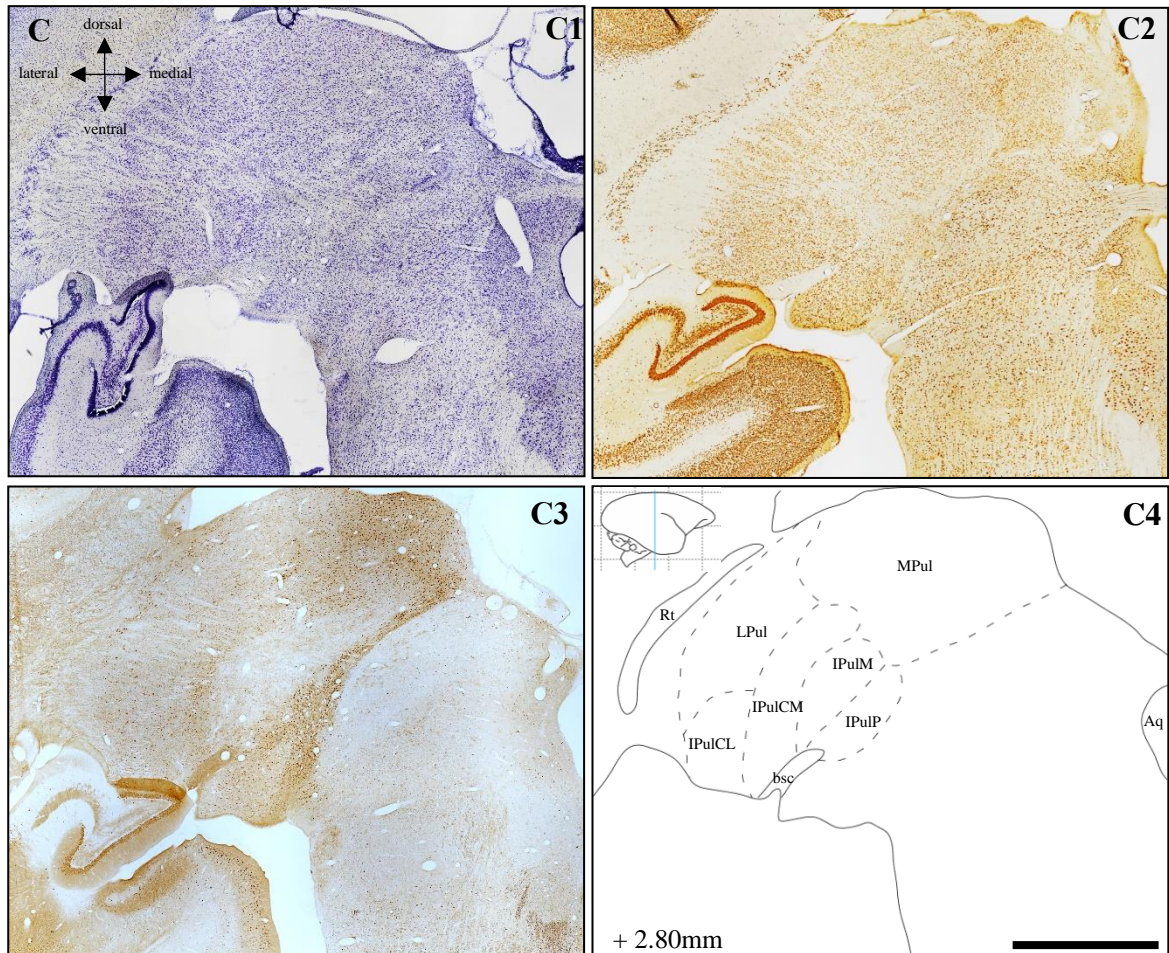 C
dorsal
lateral
medial
ventral
C1
C2
C3
C4
MPul
Rt
LPul
IPulM
IPulCM
IPulP
IPulCL
Aq
bsc
+ 2.80mm